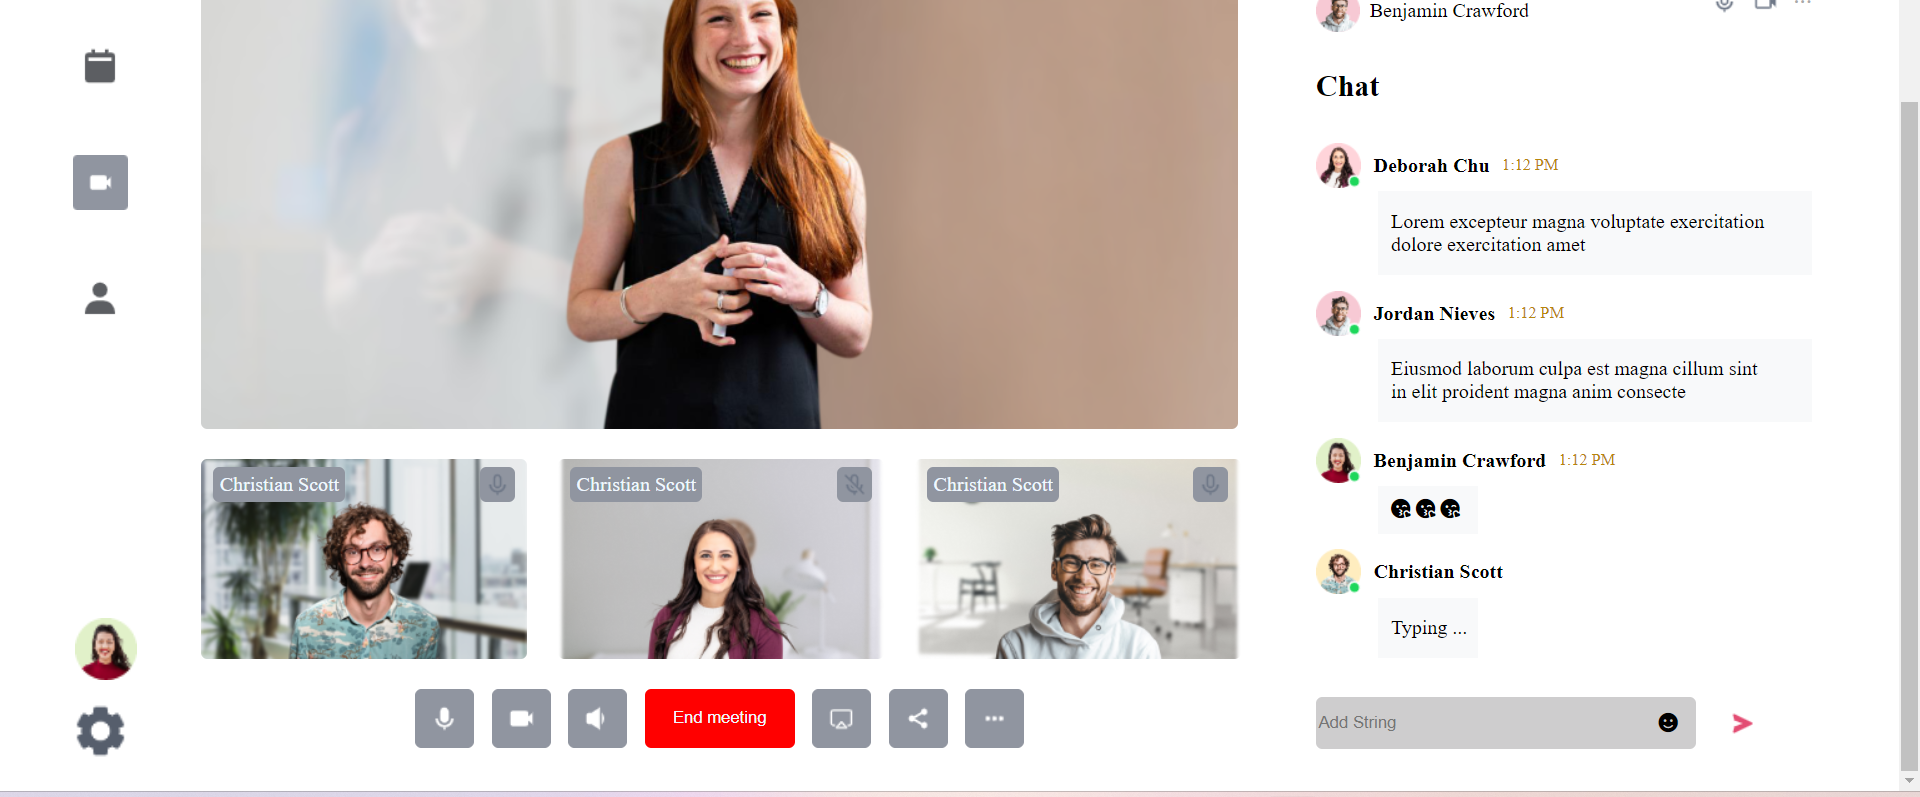 Benjamin Crawford
Chat
Deborah Chu 1:12 PM
Lorem excepteur magna voluptate exercitation
dolore exercitation amet
Jordan Nieves 1:12 PM
Eiusmod laborum culpa est magna cillum sint
in elit proident magna anim consecte
Benjamin Crawford 1:12 PM
Christian Scott
Typing ...
Christian Scott
Christian Scott
Christian Scott
End meeting
Add String